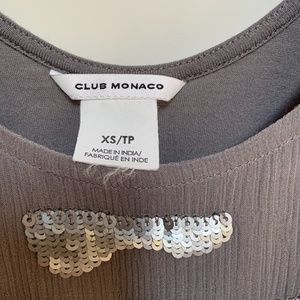 CLUB MONACO
XS/TP
MADE IN INDIA/
FABRIQUÉ EN INDE